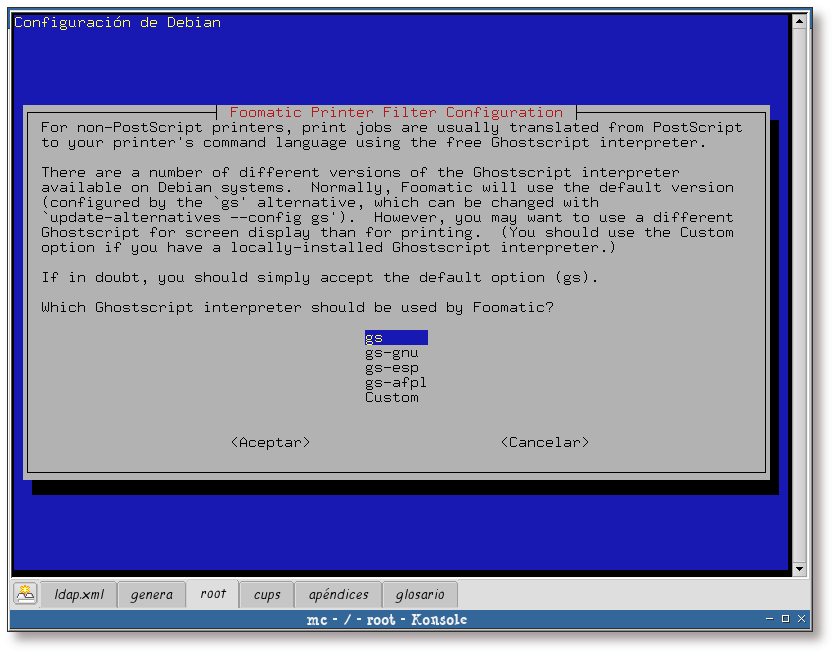 Configuración de Debian
Foomatic Printer Filter Configuration
For non-PostScript printers, print jobs are usually translated from PostScript
to your printer's command language using the free Ghostscript interpreter.
There are a number of different versions of the Ghostscript interpreter
available on Debian systems.  Normally, Foomatic will use the default version
(configured by the `gs' alternative, which can be changed with
`update-alternatives --config gs').  However, you may want to use a different
Ghostscript for screen display than for printing.  (You should use the Custom
option if you have a locally-installed Ghostscript interpreter.)
If in doubt, you should simply accept the default option (gs).
Which Ghostscript interpreter should be used by Foomatic?
gs
gs-gnu
gs-esp
gs-afpl
Custom
<Aceptar> <Cancelar>
ldap.xml genera root cups apéndices glosario
mc - / - root - Konsole